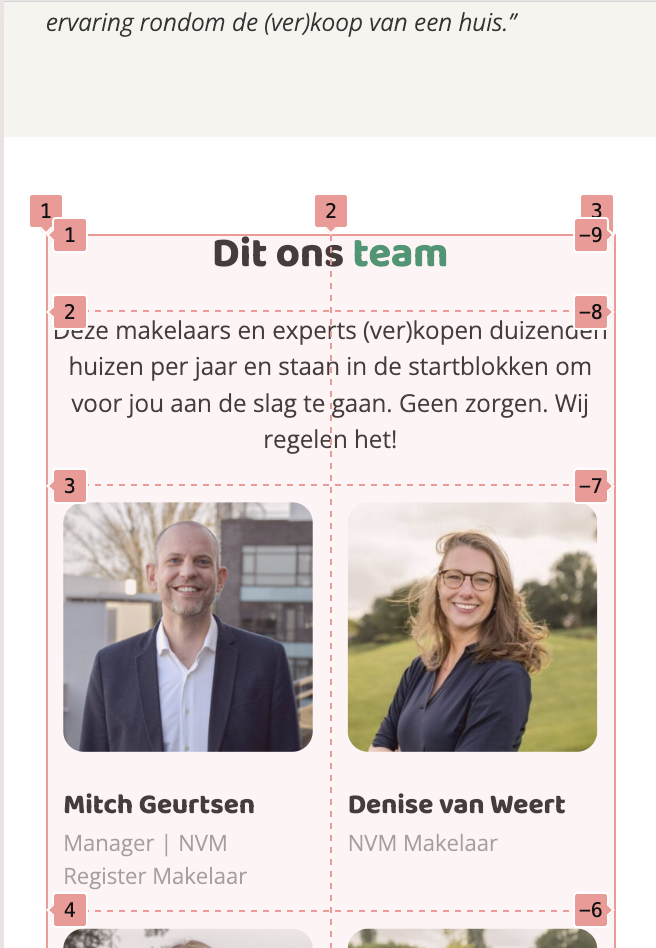 ervaring rondom de (ver)koop van een huis.”
1 2 3
1 –9
Dit ons team
2 –8
Deze makelaars en experts (ver)kopen duizenden
huizen per jaar en staan in de startblokken om
voor jou aan de slag te gaan. Geen zorgen. Wij
regelen het!
3 –7
Mitch Geurtsen
Manager | NVM
Register Makelaar
Denise van Weert
NVM Makelaar
4 –6